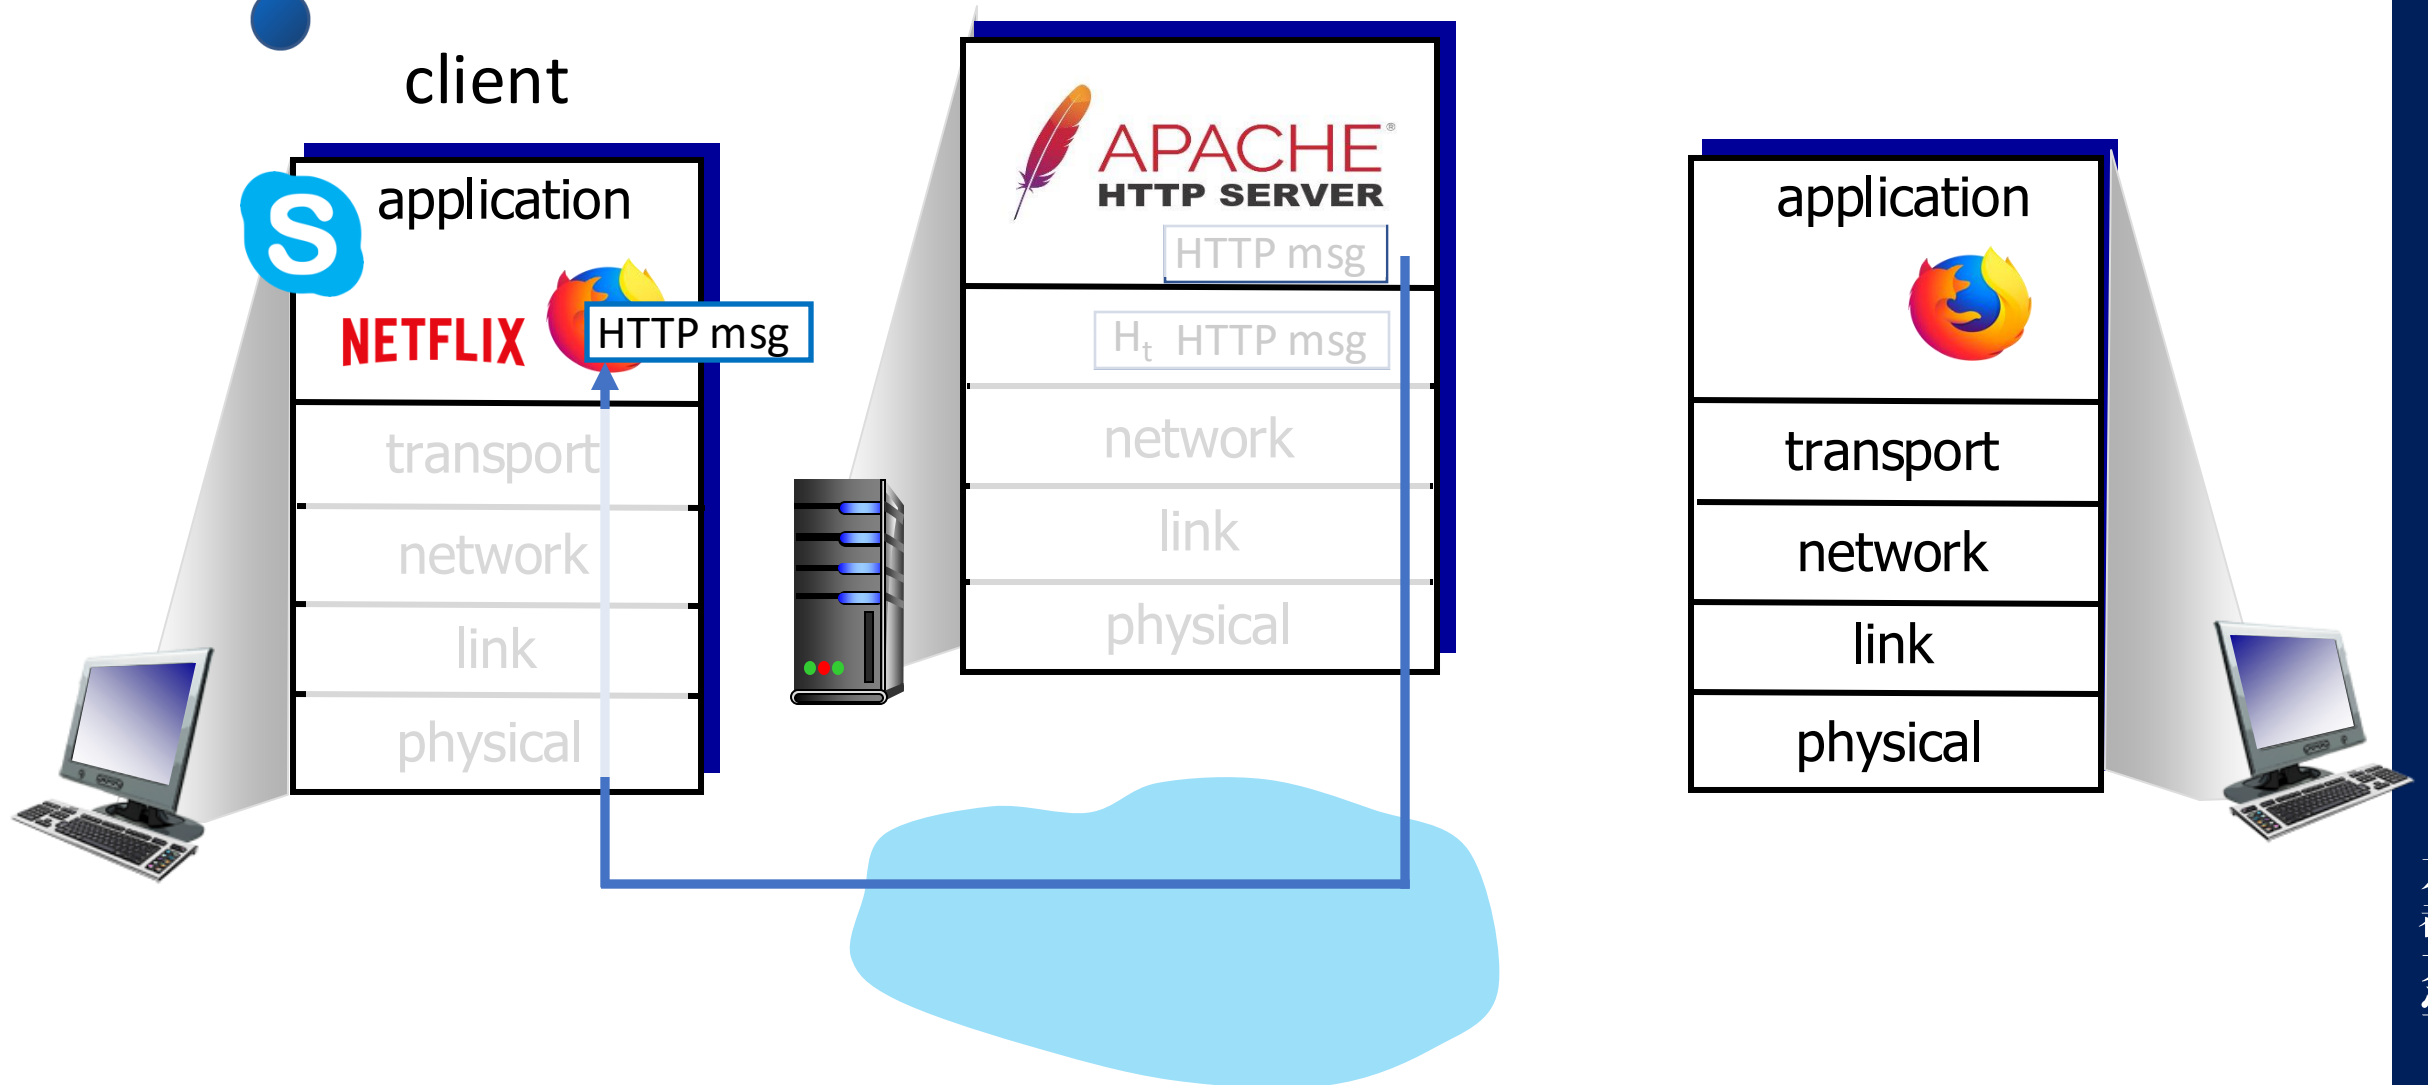 client
application
S
NETFLIX
HTTP msg
transport
network
link
physical
APACHE®
HTTP SERVER
HTTP msg
Ht HTTP msg
network
link
physical
application
transport
network
link
physical